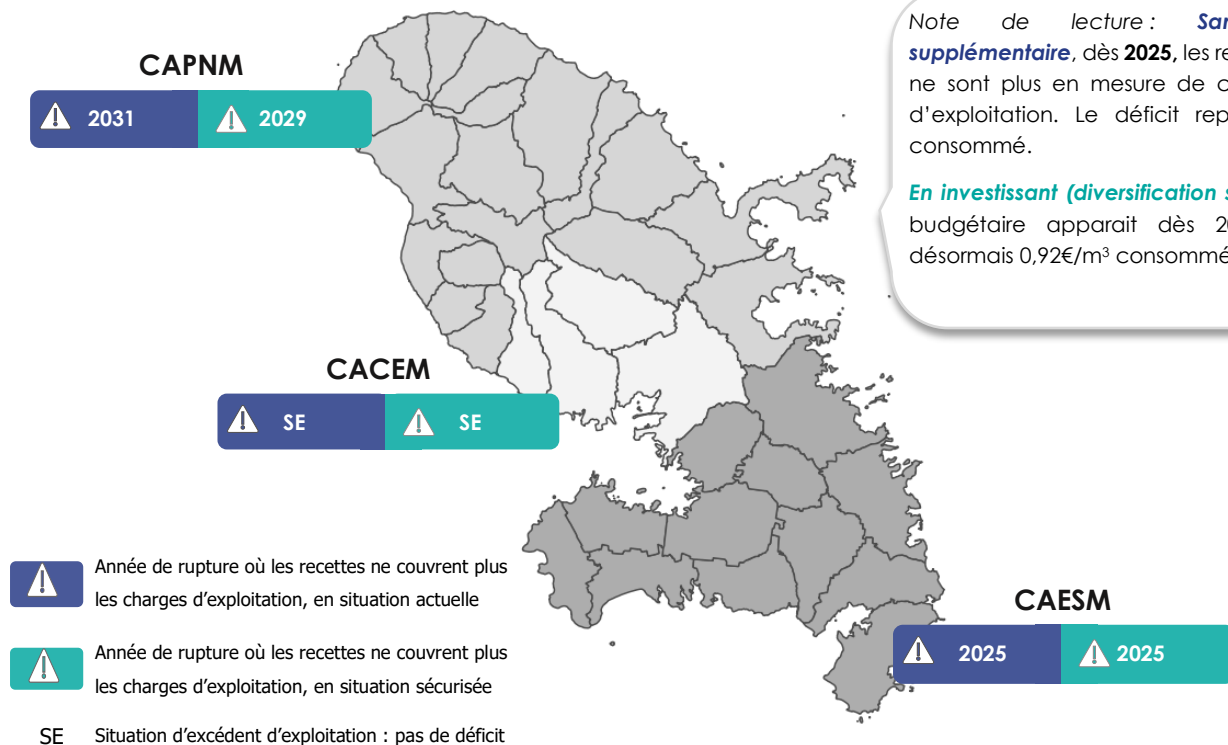 CAPNM
2031 2029
CACEM
SE SE
Année de rupture où les recettes ne couvrent plus
les charges d’exploitation, en situation actuelle
Année de rupture où les recettes ne couvrent plus
les charges d’exploitation, en situation sécurisée
SE Situation d’excédent d’exploitation : pas de déficit
Note de lecture :
supplémentaire, dès 2025, les
ne sont plus en mesure de
d’exploitation. Le déficit
consommé.
En investissant (diversification
budgétaire apparait dès
désormais 0,92€/m³ consommé
CAESM
2025 2025